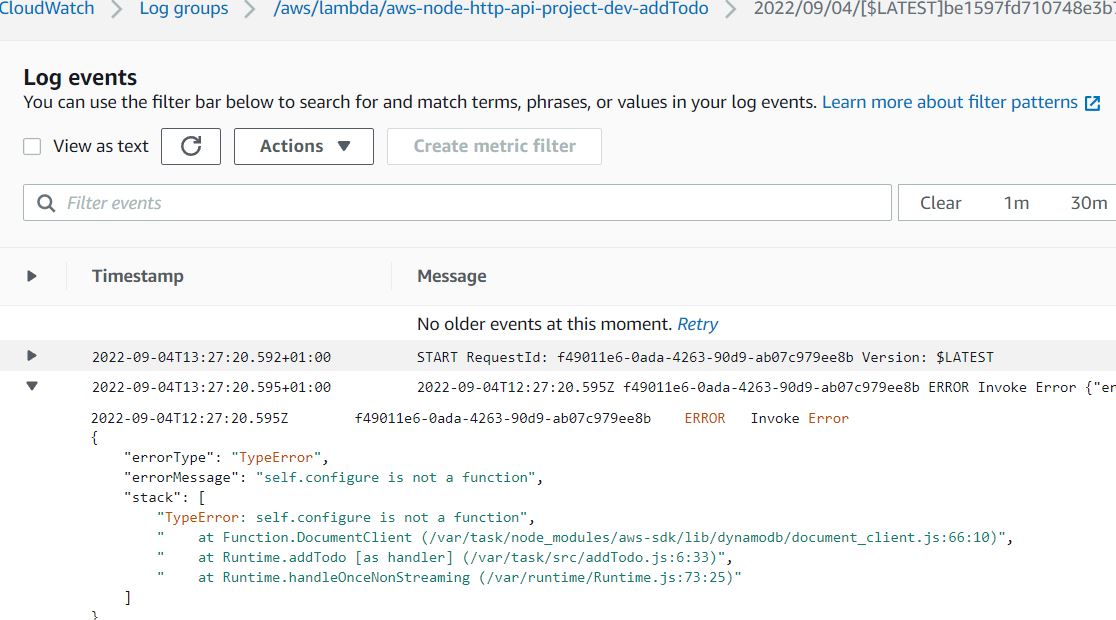 CloudWatch > Log groups > /aws/lambda/aws-node-http-api-project-dev-addTodo > 2022/09/04/[$LATEST]be1597fd710748e3b7
Log events
You can use the filter bar below to search for and match terms, phrases, or values in your log events. Learn more about filter patterns
View as text Actions ▼ Create metric filter
Filter events Clear 1m 30m
Timestamp Message
No older events at this moment. Retry
2022-09-04T13:27:20.592+01:00 START RequestId: f49011e6-0ada-4263-90d9-ab07c979ee8b Version: $LATEST
2022-09-04T13:27:20.595+01:00 2022-09-04T12:27:20.595Z f49011e6-0ada-4263-90d9-ab07c979ee8b ERROR Invoke Error {"er
2022-09-04T12:27:20.595Z f49011e6-0ada-4263-90d9-ab07c979ee8b ERROR Invoke Error
{
"errorType": "TypeError",
"errorMessage": "self.configure is not a function",
"stack": [
"TypeError: self.configure is not a function",
"    at Function.DocumentClient (/var/task/node_modules/aws-sdk/lib/dynamodb/document_client.js:66:10)",
"    at Runtime.addTodo [as handler] (/var/task/src/addTodo.js:6:33)",
"    at Runtime.handleOnceNonStreaming (/var/runtime/Runtime.js:73:25)"
]
}